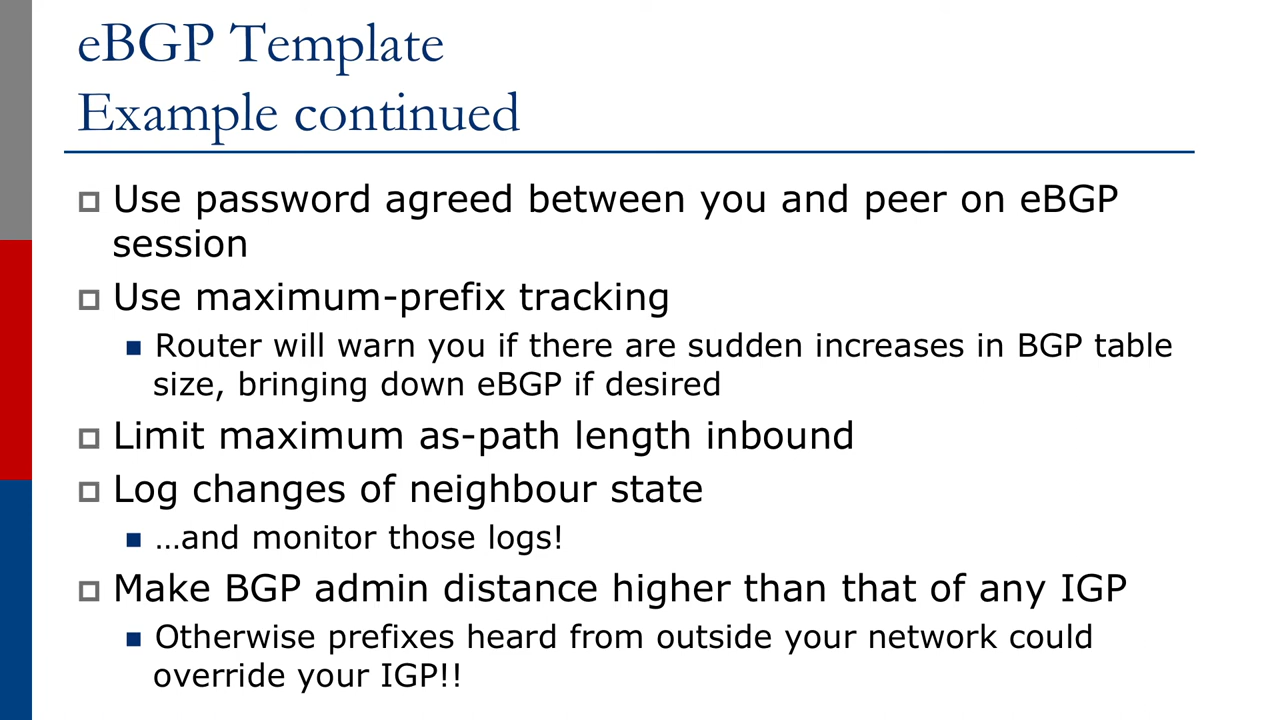 eBGP Template
Example continued
Use password agreed between you and peer on eBGP
session
Use maximum-prefix tracking
Router will warn you if there are sudden increases in BGP table
size, bringing down eBGP if desired
Limit maximum as-path length inbound
Log changes of neighbour state
…and monitor those logs!
Make BGP admin distance higher than that of any IGP
Otherwise prefixes heard from outside your network could
override your IGP!!